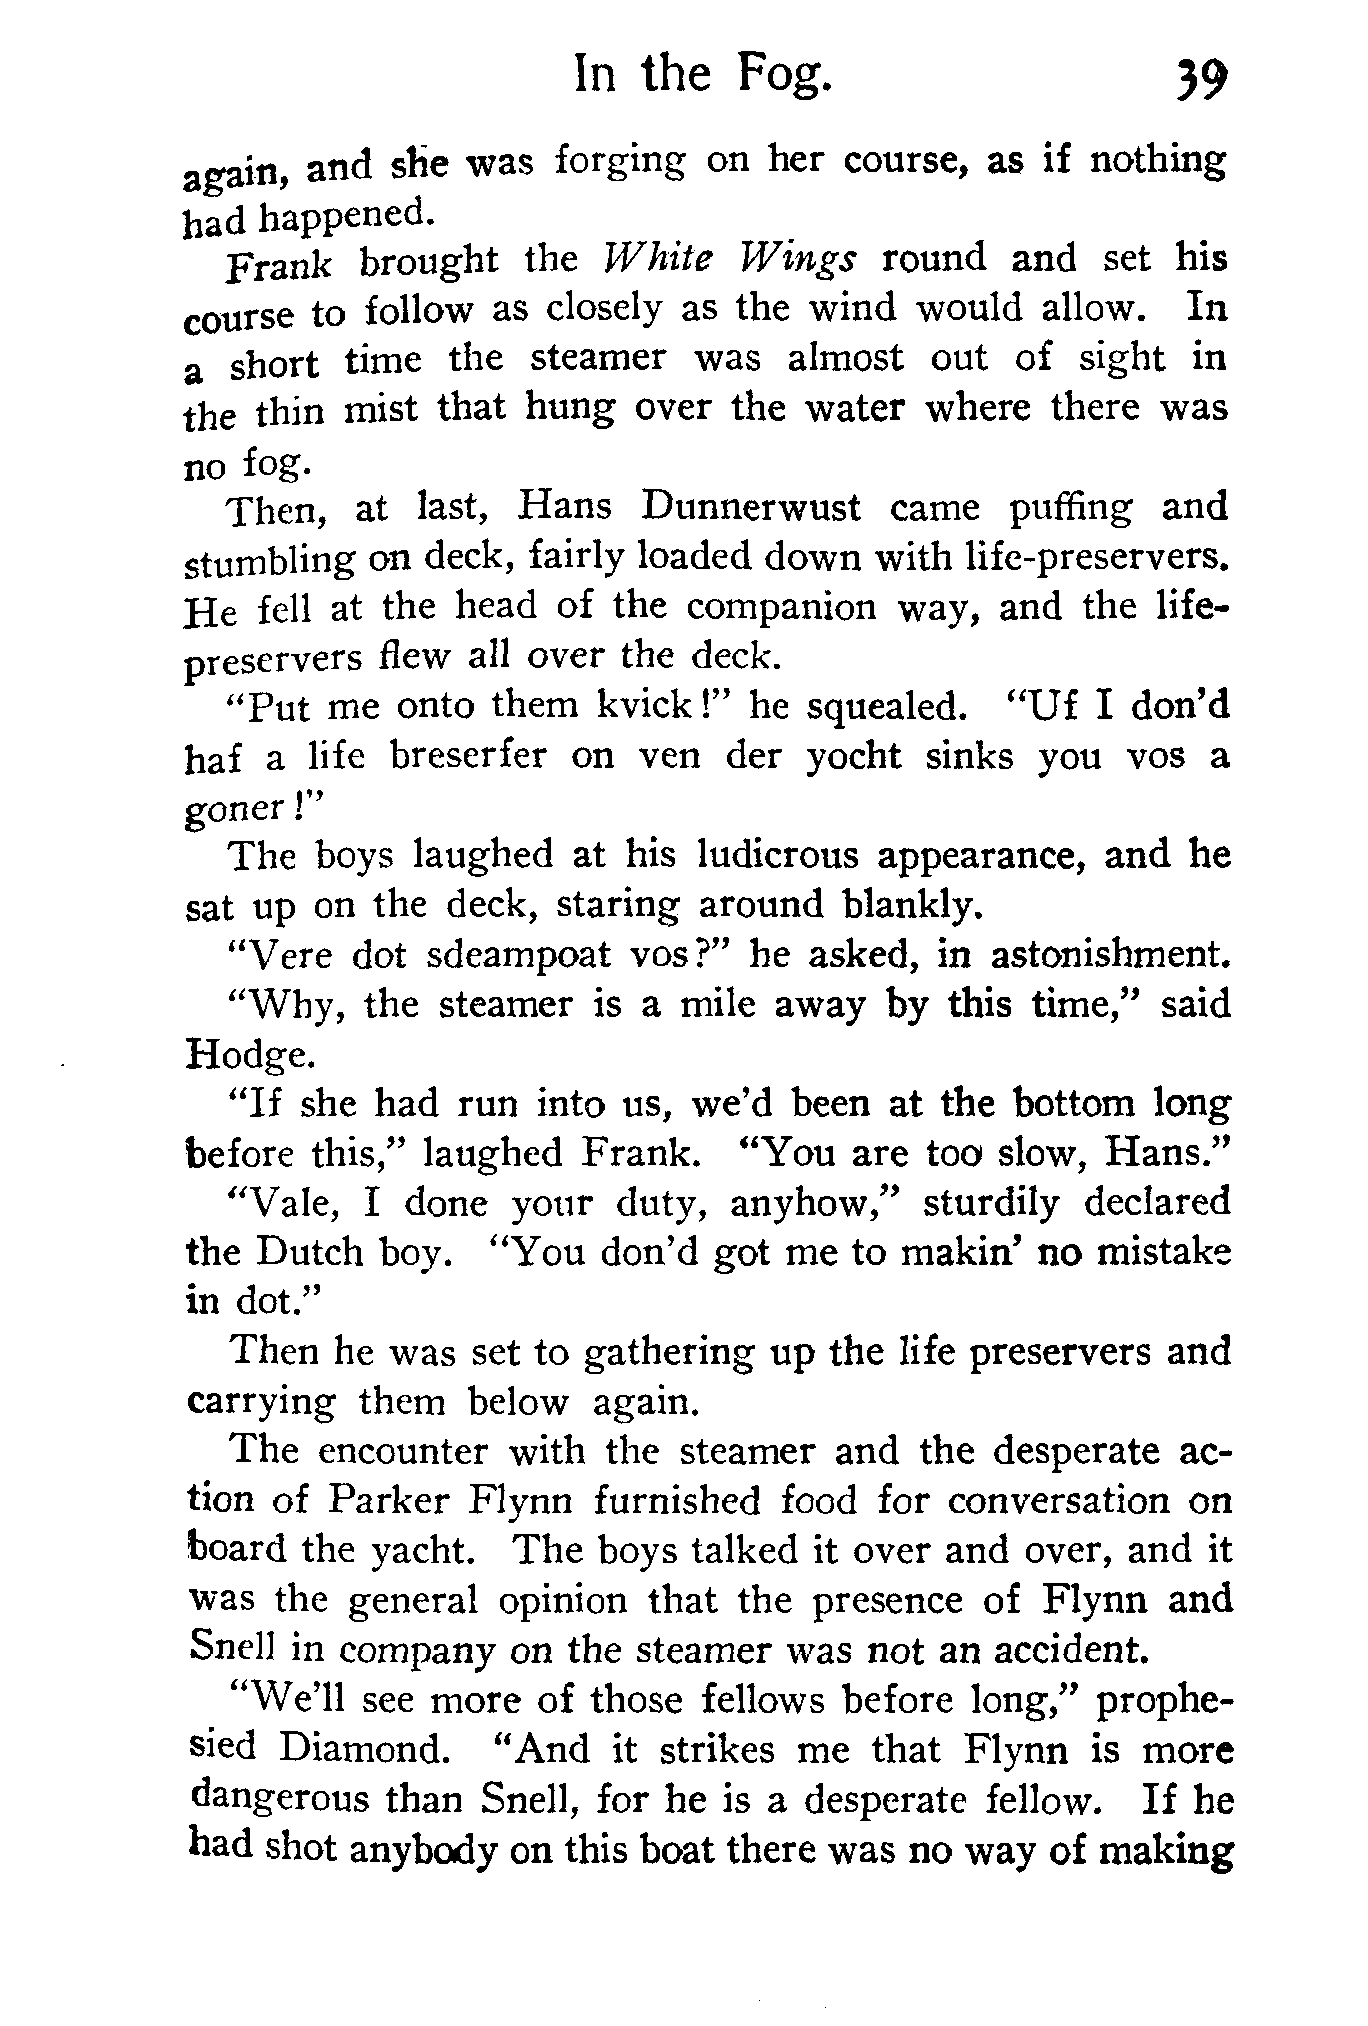 In the Fog. 39
again, and she was forging on her course, as if nothing
had happened.
Frank brought the White Wings round and set his
course to follow as closely as the wind would allow. In
a short time the steamer was almost out of sight in
the thin mist that hung over the water where there was
no fog.
Then, at last, Hans Dunnerwust came puffing and
stumbling on deck, fairly loaded down with life-preservers.
He fell at the head of the companion way, and the life-
preservers flew all over the deck.
“Put me onto them kvick!” he squealed. “Uf I don’d
haf a life breserfer on ven der yocht sinks you vos a
goner!”
The boys laughed at his ludicrous appearance, and he
sat up on the deck, staring around blankly.
“Vere dot sdeampoat vos?” he asked, in astonishment.
“Why, the steamer is a mile away by this time,” said
Hodge.
“If she had run into us, we’d been at the bottom long
before this,” laughed Frank. “You are too slow, Hans.”
“Vale, I done your duty, anyhow,” sturdily declared
the Dutch boy. “You don’d got me to makin’ no mistake
in dot.”
Then he was set to gathering up the life preservers and
carrying them below again.
The encounter with the steamer and the desperate ac-
tion of Parker Flynn furnished food for conversation on
board the yacht. The boys talked it over and over, and it
was the general opinion that the presence of Flynn and
Snell in company on the steamer was not an accident.
“We’ll see more of those fellows before long,” prophe-
sied Diamond. “And it strikes me that Flynn is more
dangerous than Snell, for he is a desperate fellow. If he
had shot anybody on this boat there was no way of making